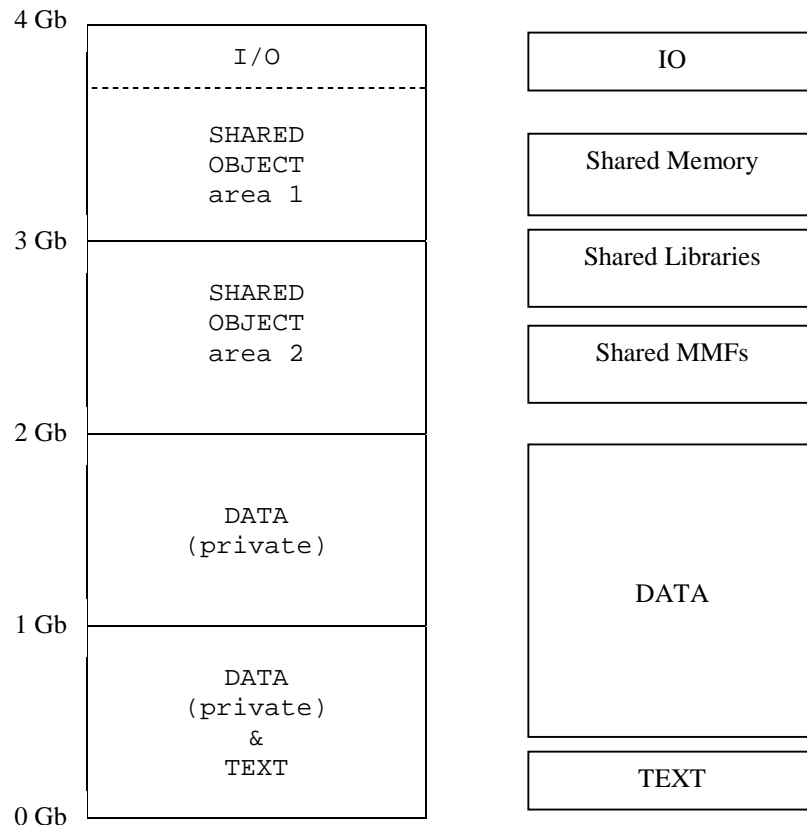 4 Gb
I/O
SHARED
OBJECT
area 1
3 Gb
SHARED
OBJECT
area 2
2 Gb
DATA
(private)
1 Gb
DATA
(private)
&
TEXT
0 Gb
IO
Shared Memory
Shared Libraries
Shared MMFs
DATA
TEXT